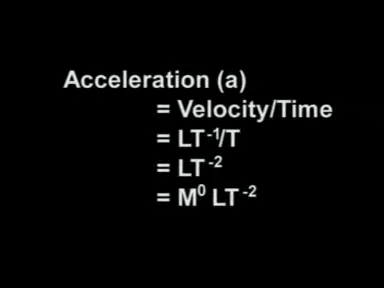 Acceleration (a)
= Velocity/Time
= LT⁻¹/T
= LT⁻²
= M⁰ LT⁻²